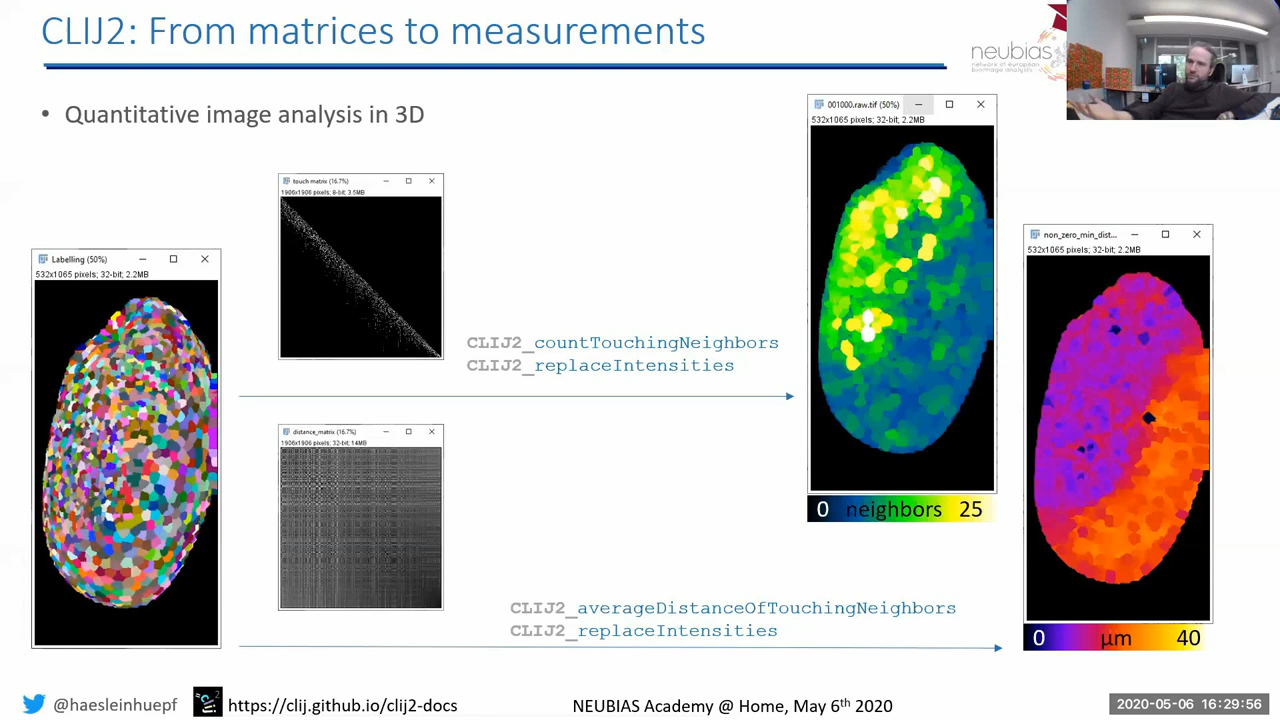 CLIJ2: From matrices to measurements
neubias
network of european
bioimage analysts
• Quantitative image analysis in 3D
001000.raw.tif (50%)
532x1065 pixels; 32-bit; 2.2MB
touch matrix (16.7%)
1906x1906 pixels; 8-bit; 3.5MB
non_zero_min_dist...
532x1065 pixels; 32-bit; 2.2MB
Labelling (50%)
532x1065 pixels; 32-bit; 2.2MB
CLIJ2_countTouchingNeighbors
CLIJ2_replaceIntensities
distance_matrix (16.7%)
1906x1906 pixels; 32-bit; 14MB
0 neighbors 25
CLIJ2_averageDistanceOfTouchingNeighbors
CLIJ2_replaceIntensities
0 µm 40
@haesleinhuepf
https://clij.github.io/clij2-docs
NEUBIAS Academy @ Home, May 6th 2020
2020-05-06 16:29:56